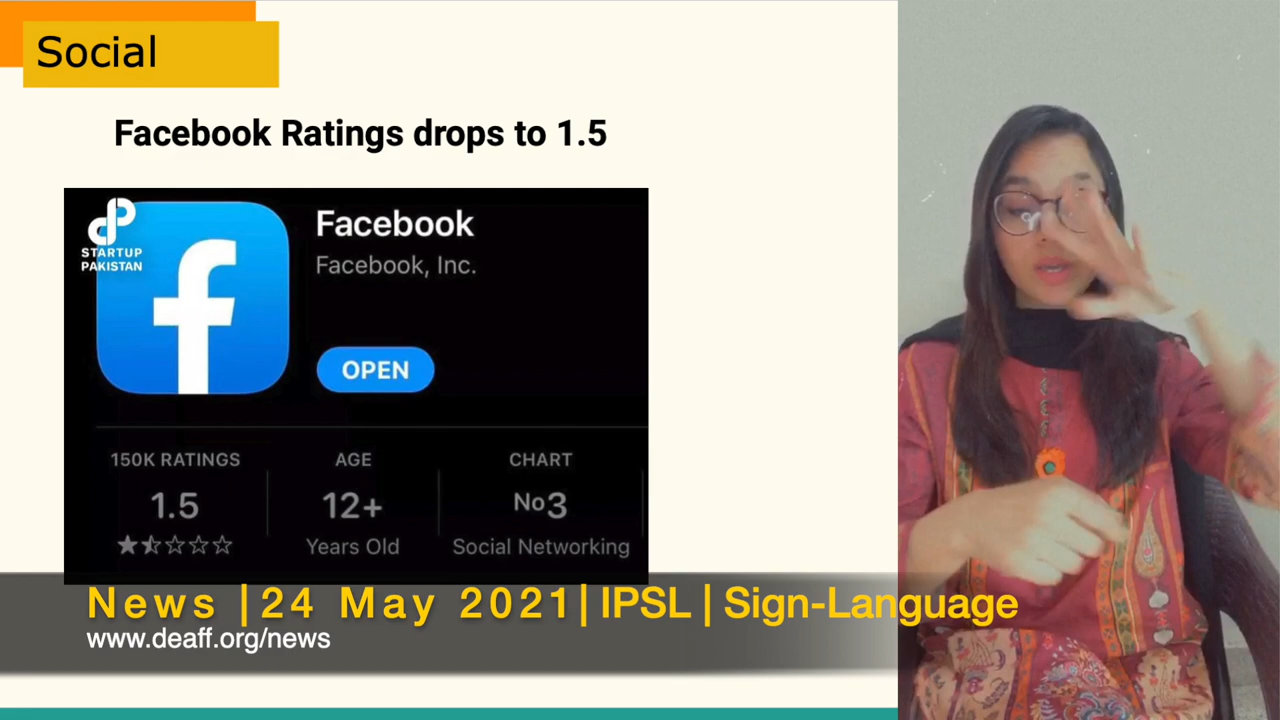 Social
Facebook Ratings drops to 1.5
STARTUP
PAKISTAN
Facebook
Facebook, Inc.
OPEN
150K RATINGS
AGE
CHART
1.5
12+
No3
Years Old
Social Networking
News |24 May 2021| IPSL | Sign-Language
www.deaff.org/news